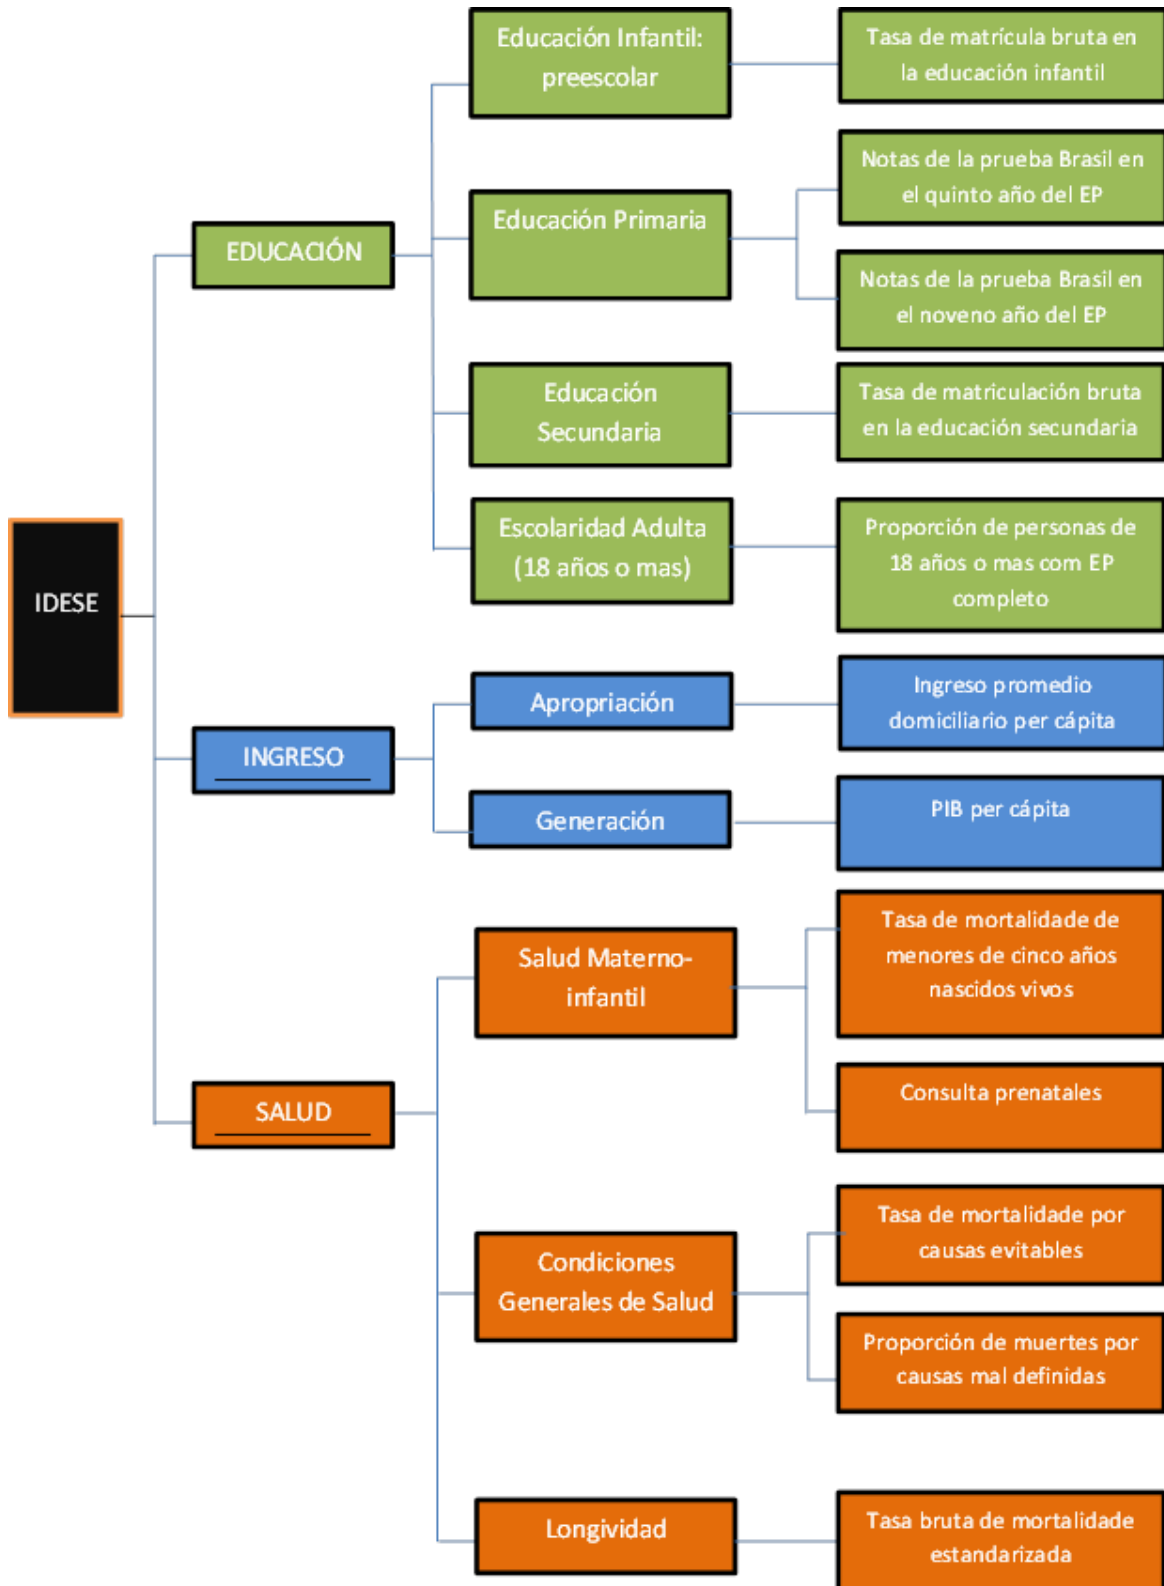 Educación Infantil:
preescolar
Tasa de matrícula bruta en
la educación infantil
Notas de la prueba Brasil en
el quinto año del EP
Educación Primaria
EDUCACIÓN
Notas de la prueba Brasil en
el noveno año del EP
Educación
Secundaria
Tasa de matriculación bruta
en la educación secundaria
Escolaridad Adulta
(18 años o mas)
Proporción de personas de
18 años o mas com EP
completo
IDESE
Apropriación
Ingreso promedio
domiciliario per cápita
INGRESO
Generación
PIB per cápita
Salud Materno-
infantil
Tasa de mortalidade de
menores de cinco años
nascidos vivos
Consulta prenatales
SALUD
Condiciones
Generales de Salud
Tasa de mortalidade por
causas evitables
Proporción de muertes por
causas mal definidas
Longividad
Tasa bruta de mortalidade
estandarizada